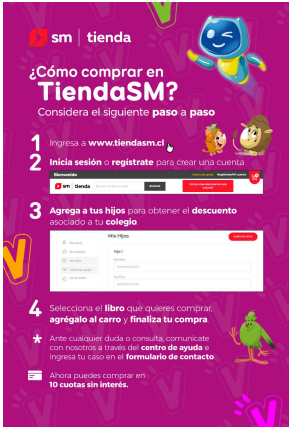 sm | tienda
¿Cómo comprar en
TiendaSM?
Considera el siguiente paso a paso
1 Ingresa a www.tiendasm.cl
2 Inicia sesión o regístrate para crear una cuenta
Bienvenido
sm | tienda
3 Agrega a tus hijos para obtener el descuento
asociado a tu colegio.
Mis Hijos
Hijo 1
4 Selecciona el libro que quieres comprar,
agrégalo al carro y finaliza tu compra.
* Ante cualquier duda o consulta, comunícate
con nosotros a través del centro de ayuda e
ingresa tu caso en el formulario de contacto.
Ahora puedes comprar en
10 cuotas sin interés.